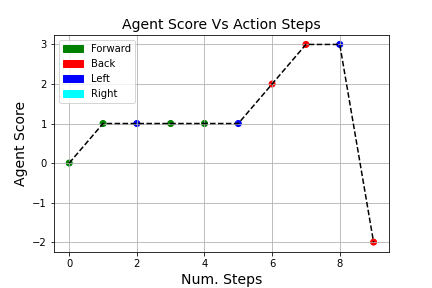 Agent Score Vs Action Steps
Forward
Back
Left
Right
3
2
1
0
−1
−2
Agent Score
0 2 4 6 8
Num. Steps